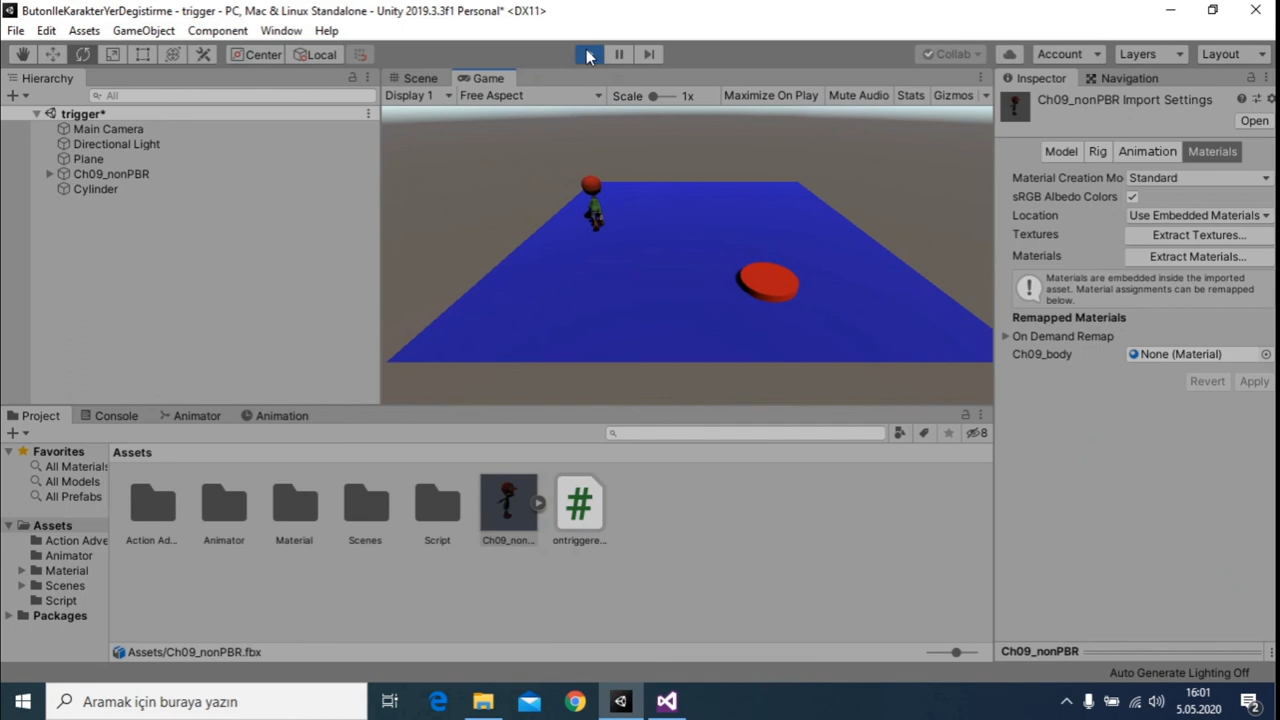 ButonIleKarakterYerDegistirme - trigger - PC, Mac & Linux Standalone - Unity 2019.3.3f1 Personal* <DX11>
File Edit Assets GameObject Component Window Help
Center Local Collab Account Layers Layout
Hierarchy Scene Game Inspector Navigation
All Display 1 Free Aspect Scale 1x Maximize On Play Mute Audio Stats Gizmos Ch09_nonPBR Import Settings
Open
trigger*
Main Camera
Directional Light
Plane
Ch09_nonPBR
Cylinder
Model Rig Animation Materials
Material Creation Mo Standard
sRGB Albedo Colors
Location Use Embedded Materials
Textures Extract Textures...
Materials Extract Materials...
Materials are embedded inside the imported
asset. Material assignments can be remapped
below.
Remapped Materials
On Demand Remap
Ch09_body None (Material)
Revert Apply
Project Console Animator Animation
8
Favorites
All Materials
All Models
All Prefabs
Assets
Action Adve
Animator
Material
Scenes
Script
Packages
Assets
Action Ad... Animator Material Scenes Script Ch09_non... ontriggere...
Assets/Ch09_nonPBR.fbx
Ch09_nonPBR
Auto Generate Lighting Off
Aramak için buraya yazın
16:01
5.05.2020
2